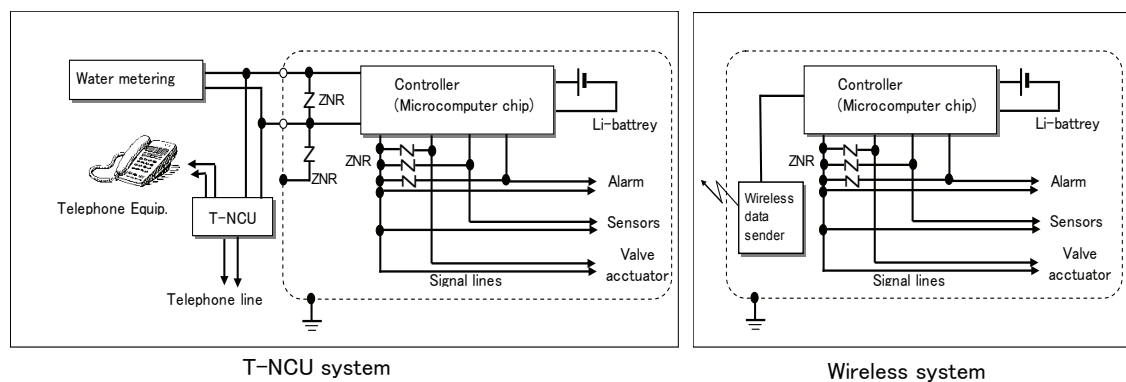 Water metering
ZNR
Controller
(Microcomputer chip)
Li-battrey
ZNR
ZNR
Telephone Equip.
T-NCU
Alarm
Sensors
Valve
acctuator
Signal lines
Telephone line
T-NCU system
Controller
(Microcomputer chip)
Li-battrey
ZNR
Wireless
data
sender
Alarm
Sensors
Valve
acctuator
Signal lines
Wireless system